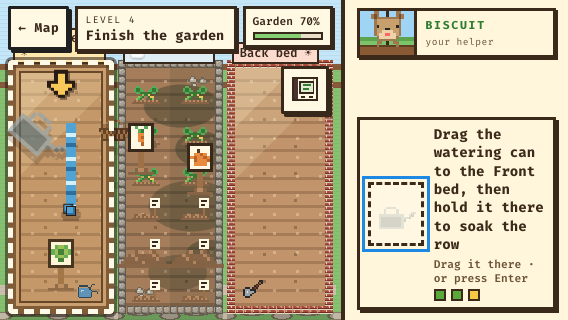 ← Map
LEVEL 4
Finish the garden
Garden 70%
Back bed ☀
BISCUIT
your helper
Drag the
watering can
to the Front
bed, then
hold it there
to soak the
row
Drag it there ·
or press Enter